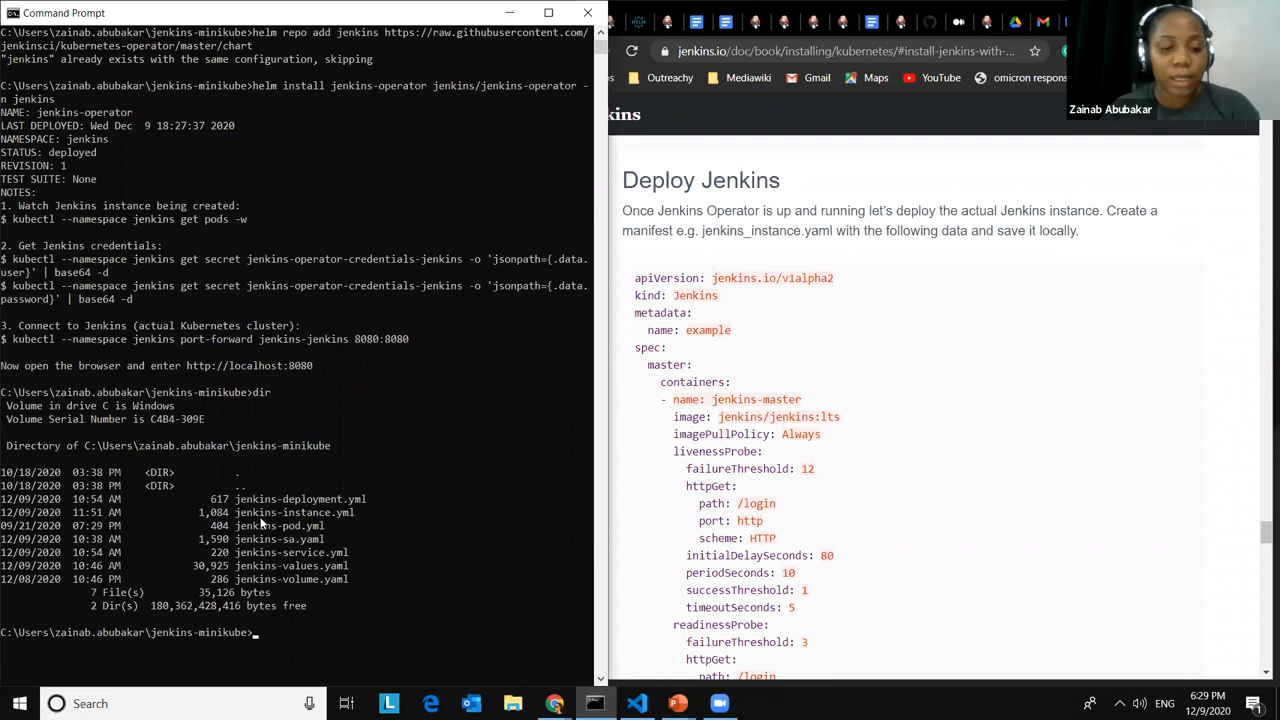 Command Prompt
C:\Users\zainab.abubakar\jenkins-minikube>helm repo add jenkins https://raw.githubusercontent.com/
jenkinsci/kubernetes-operator/master/chart
"jenkins" already exists with the same configuration, skipping
C:\Users\zainab.abubakar\jenkins-minikube>helm install jenkins-operator jenkins/jenkins-operator -
n jenkins
NAME: jenkins-operator
LAST DEPLOYED: Wed Dec  9 18:27:37 2020
NAMESPACE: jenkins
STATUS: deployed
REVISION: 1
TEST SUITE: None
NOTES:
1. Watch Jenkins instance being created:
$ kubectl --namespace jenkins get pods -w
2. Get Jenkins credentials:
$ kubectl --namespace jenkins get secret jenkins-operator-credentials-jenkins -o 'jsonpath={.data.
user}' | base64 -d
$ kubectl --namespace jenkins get secret jenkins-operator-credentials-jenkins -o 'jsonpath={.data.
password}' | base64 -d
3. Connect to Jenkins (actual Kubernetes cluster):
$ kubectl --namespace jenkins port-forward jenkins-jenkins 8080:8080
Now open the browser and enter http://localhost:8080
C:\Users\zainab.abubakar\jenkins-minikube>dir
Volume in drive C is Windows
Volume Serial Number is C4B4-309E
Directory of C:\Users\zainab.abubakar\jenkins-minikube
10/18/2020  03:38 PM    <DIR>          .
10/18/2020  03:38 PM    <DIR>          ..
12/09/2020  10:54 AM               617 jenkins-deployment.yml
12/09/2020  11:51 AM             1,084 jenkins-instance.yml
09/21/2020  07:29 PM               404 jenkins-pod.yml
12/09/2020  10:38 AM             1,590 jenkins-sa.yaml
12/09/2020  10:54 AM               220 jenkins-service.yml
12/09/2020  10:46 AM            30,925 jenkins-values.yaml
12/08/2020  10:46 PM               286 jenkins-volume.yaml
7 File(s)         35,126 bytes
2 Dir(s)  180,362,428,416 bytes free
C:\Users\zainab.abubakar\jenkins-minikube>
jenkins.io/doc/book/installing/kubernetes/#install-jenkins-with-...
Outreachy
Mediawiki
Gmail
YouTube
omicron respon
Zainab Abubakar
kins
Deploy Jenkins
Once Jenkins Operator is up and running let's deploy the actual Jenkins instance. Create a
manifest e.g. jenkins_instance.yaml with the following data and save it locally.
apiVersion: jenkins.io/v1alpha2
kind: Jenkins
metadata:
name: example
spec:
master:
containers:
- name: jenkins-master
image: jenkins/jenkins:lts
imagePullPolicy: Always
livenessProbe:
failureThreshold: 12
httpGet:
path: /login
port: http
scheme: HTTP
initialDelaySeconds: 80
periodSeconds: 10
successThreshold: 1
timeoutSeconds: 5
readinessProbe:
failureThreshold: 3
httpGet:
path: /login
Search
ENG
6:29 PM
12/9/2020